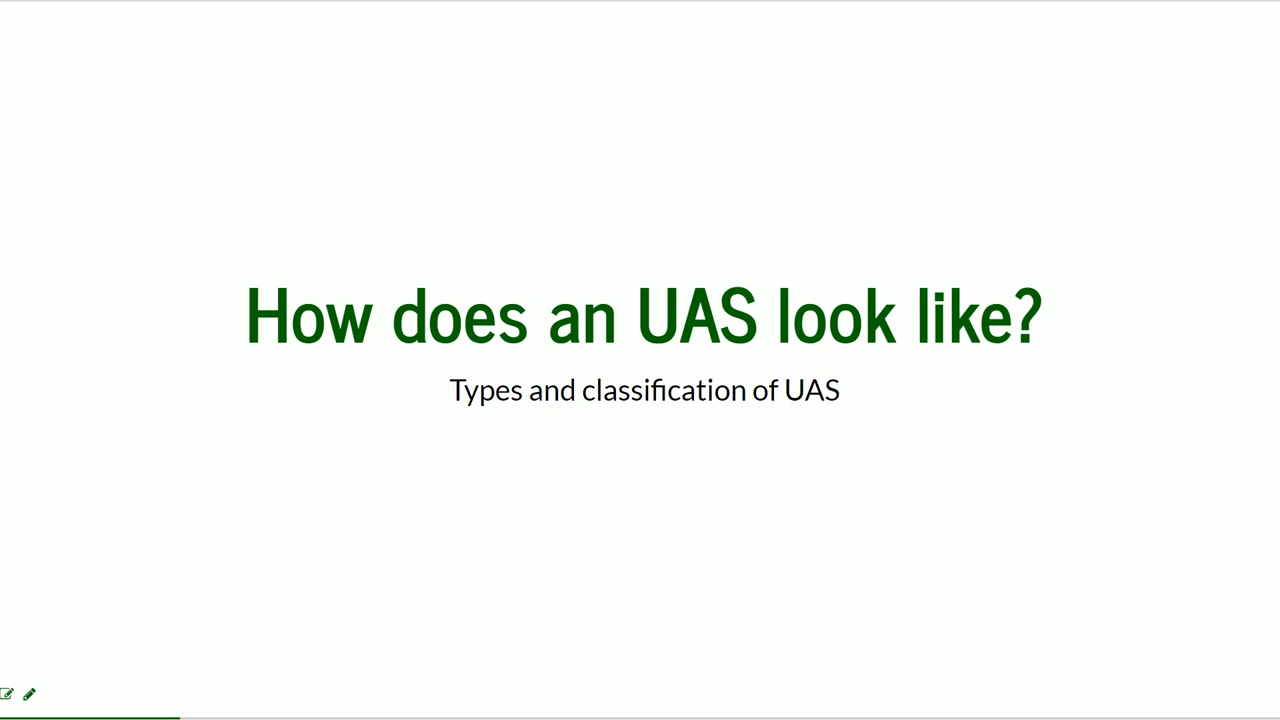 How does an UAS look like?
Types and classification of UAS